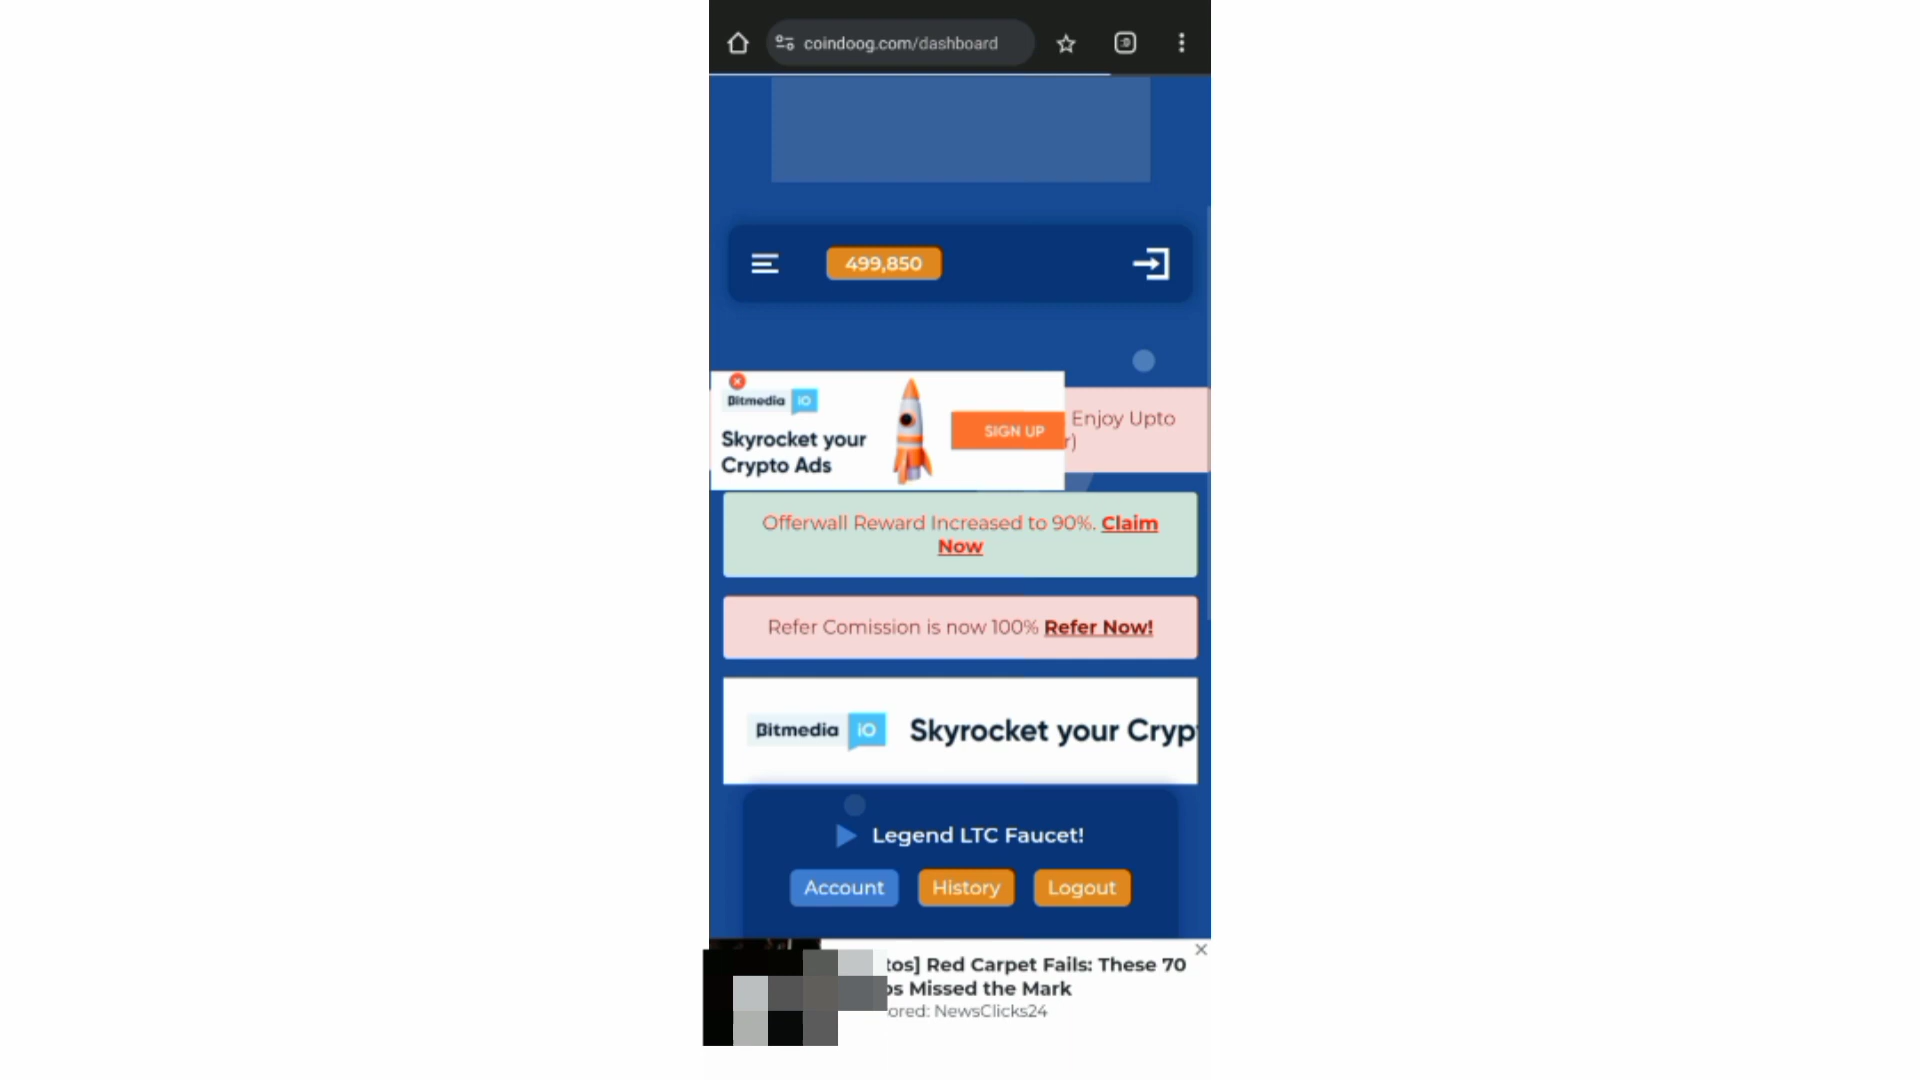 coindoog.com/dashboard
:D
499,850
Bitmedia IO
Skyrocket your
Crypto Ads
SIGN UP
Enjoy Upto
r)
Offerwall Reward Increased to 90%. Claim
Now
Refer Comission is now 100% Refer Now!
Bitmedia IO Skyrocket your Cryp
Legend LTC Faucet!
Account History Logout
tos] Red Carpet Fails: These 70
os Missed the Mark
ored: NewsClicks24